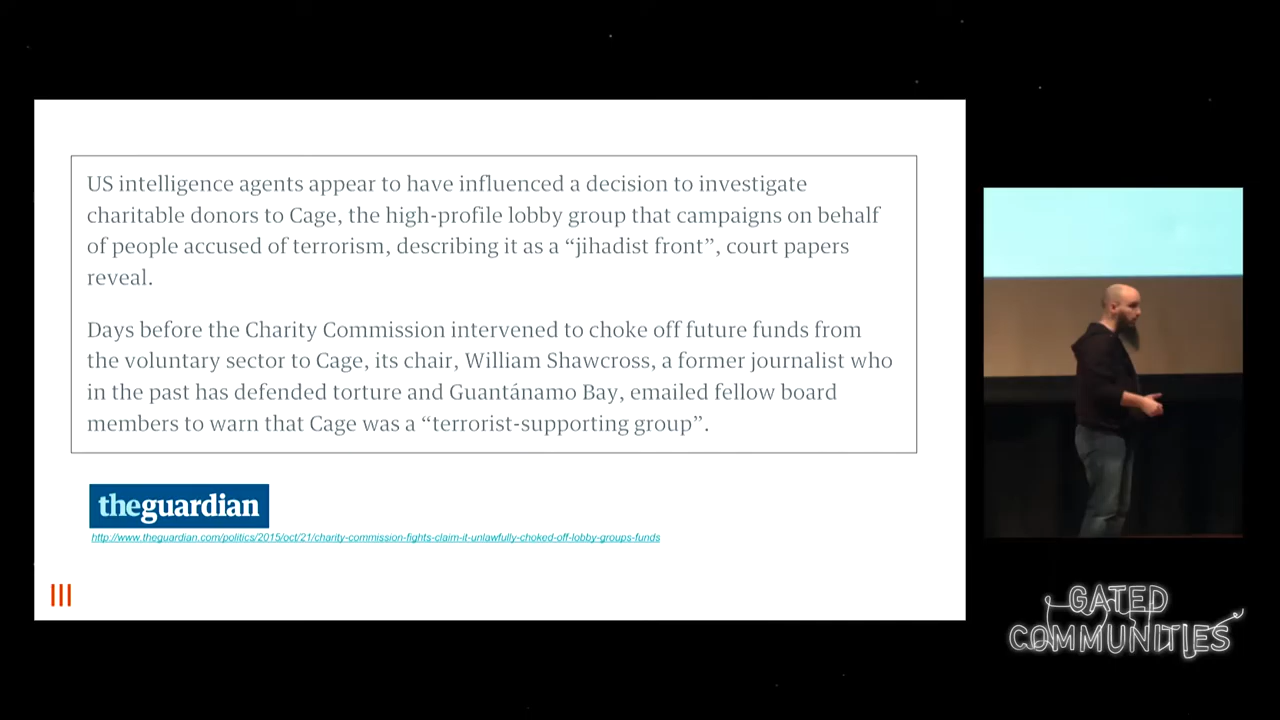 US intelligence agents appear to have influenced a decision to investigate
charitable donors to Cage, the high-profile lobby group that campaigns on behalf
of people accused of terrorism, describing it as a “jihadist front”, court papers
reveal.
Days before the Charity Commission intervened to choke off future funds from
the voluntary sector to Cage, its chair, William Shawcross, a former journalist who
in the past has defended torture and Guantánamo Bay, emailed fellow board
members to warn that Cage was a “terrorist-supporting group”.
theguardian
http://www.theguardian.com/politics/2015/oct/21/charity-commission-fights-claim-it-unlawfully-choked-off-lobby-groups-funds
GATED
COMMUNITIES